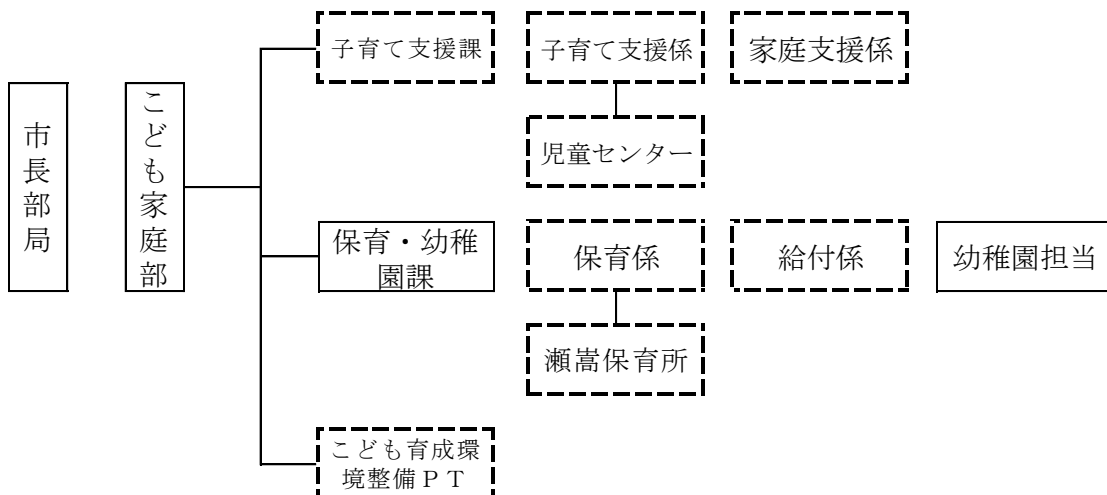 市長部局
こども家庭部
子育て支援課
子育て支援係
家庭支援係
児童センター
保育・幼稚
園課
保育係
給付係
幼稚園担当
瀬嵩保育所
こども育成環
境整備ＰＴ